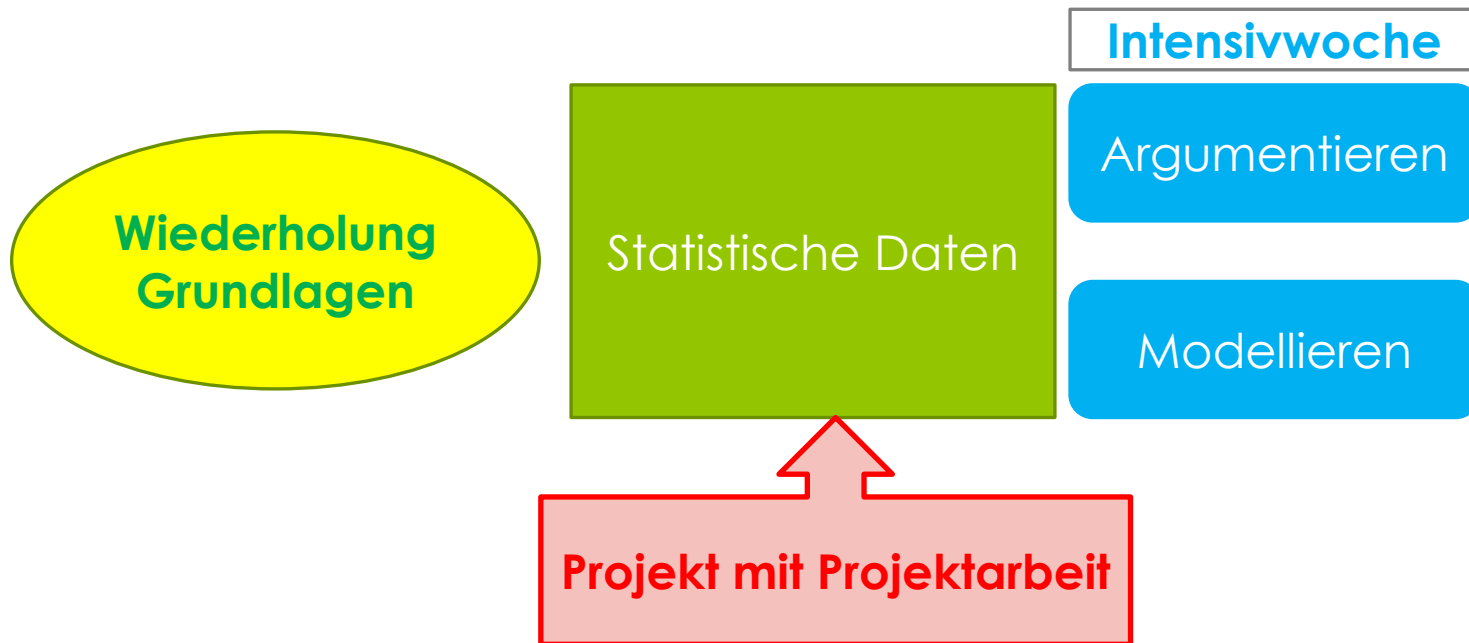 Intensivwoche
Wiederholung
Grundlagen
Statistische Daten
Argumentieren
Modellieren
Projekt mit Projektarbeit